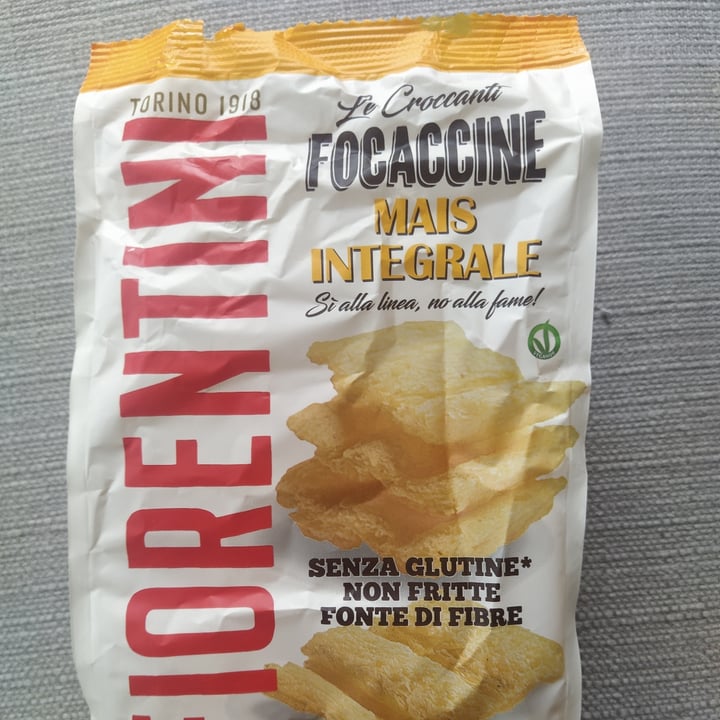 TORINO 1918
FIORENTINI
Le Croccanti
FOCACCINE
MAIS
INTEGRALE
Sì alla linea, no alla fame!
SENZA GLUTINE*
NON FRITTE
FONTE DI FIBRE